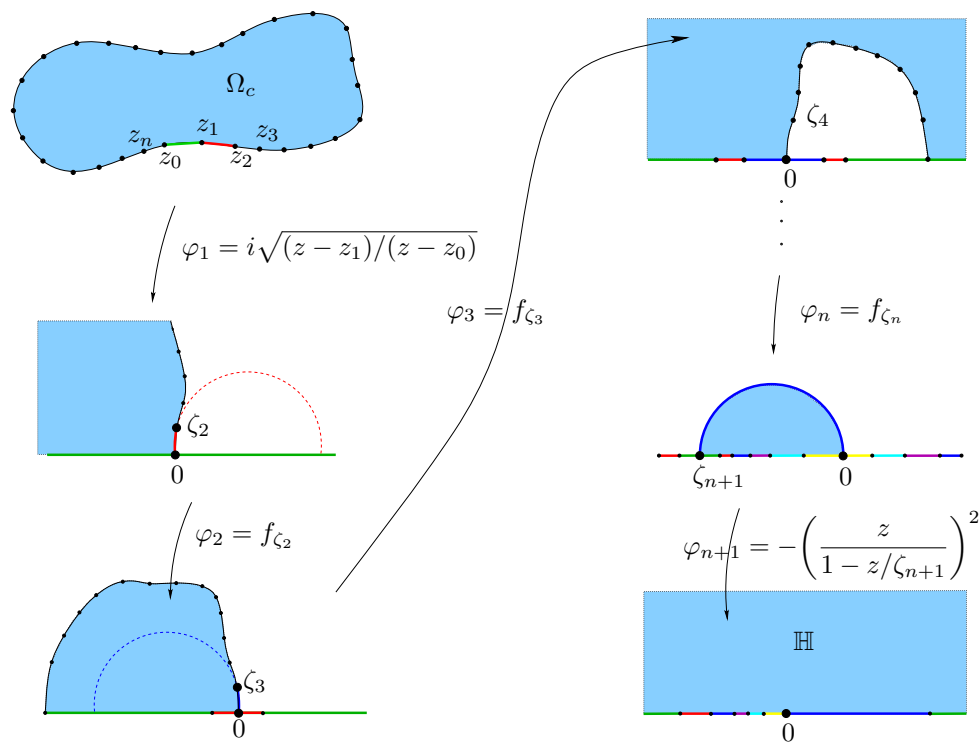 Ω_c
z_n z_0 z_1 z_2 z_3
φ_1 = i√((z − z_1)/(z − z_0))
ζ_2
0
φ_2 = f_{ζ_2}
ζ_3
0
φ_3 = f_{ζ_3}
ζ_4
0
φ_n = f_{ζ_n}
ζ_{n+1}
0
φ_{n+1} = −(z / (1 − z/ζ_{n+1}))^2
ℍ
0